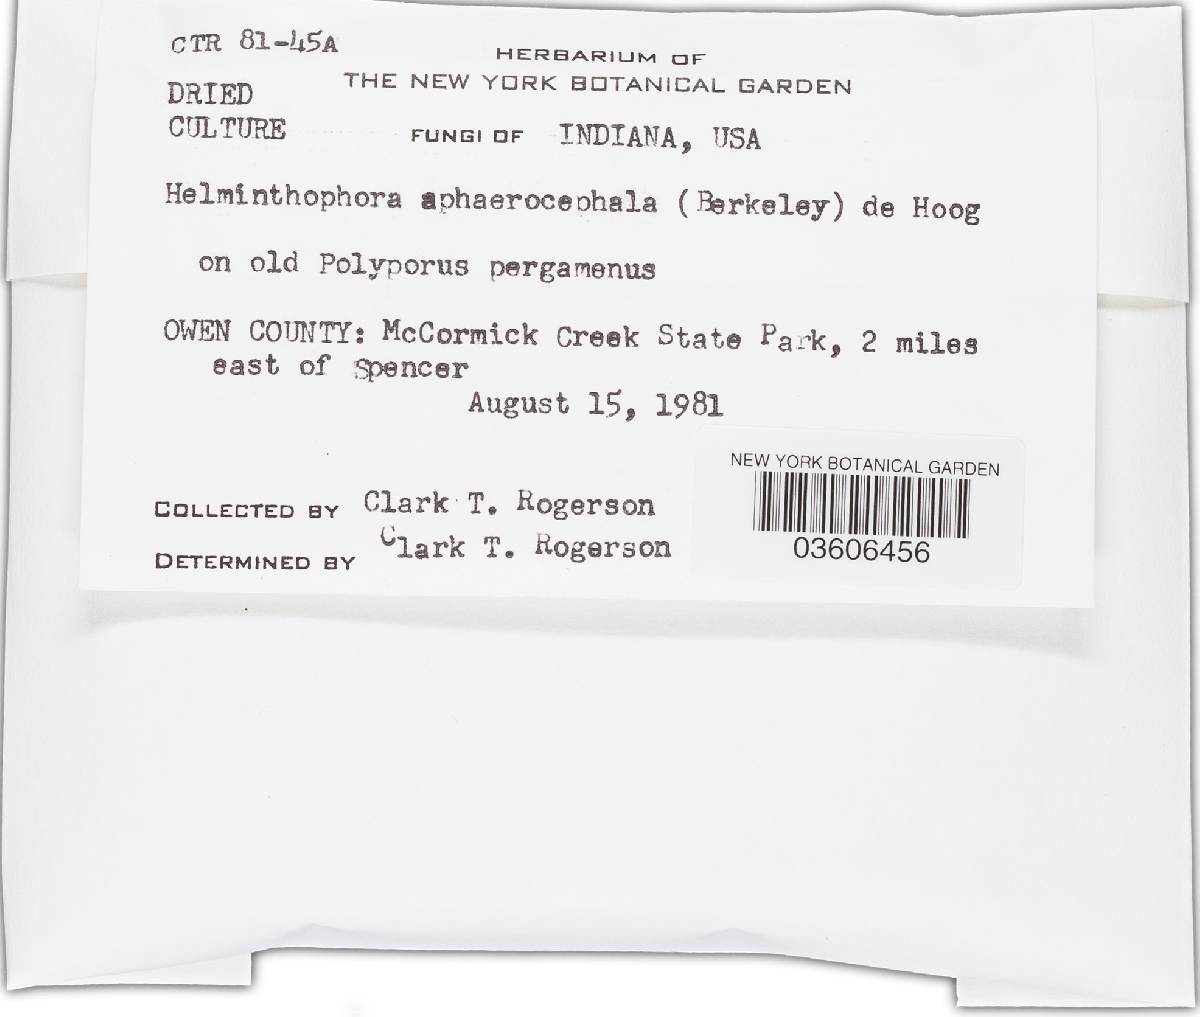 CTR 81-45A
HERBARIUM OF
THE NEW YORK BOTANICAL GARDEN
DRIED
CULTURE
FUNGI OF INDIANA, USA
Helminthophora aphaerocephala (Berkeley) de Hoog
on old Polyporus pergamenus
OWEN COUNTY: McCormick Creek State Park, 2 miles
east of Spencer
August 15, 1981
NEW YORK BOTANICAL GARDEN
03606456
COLLECTED BY Clark T. Rogerson
DETERMINED BY Clark T. Rogerson